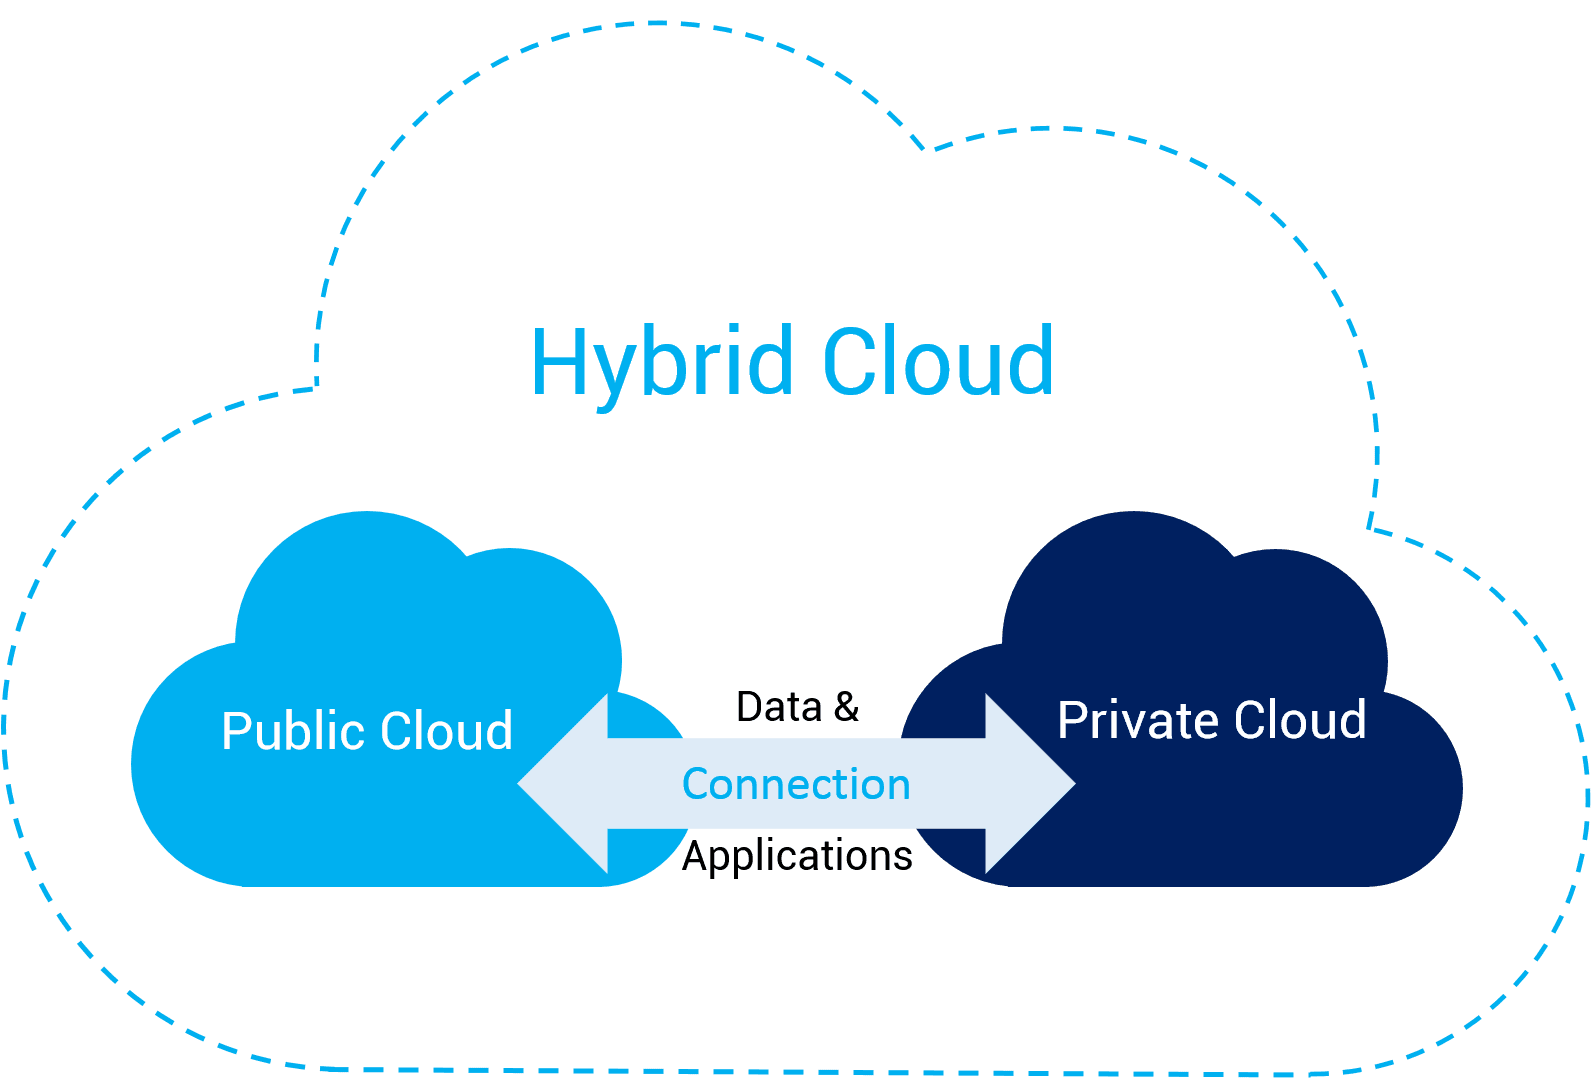 Hybrid Cloud
Public Cloud
Data &
Connection
Applications
Private Cloud